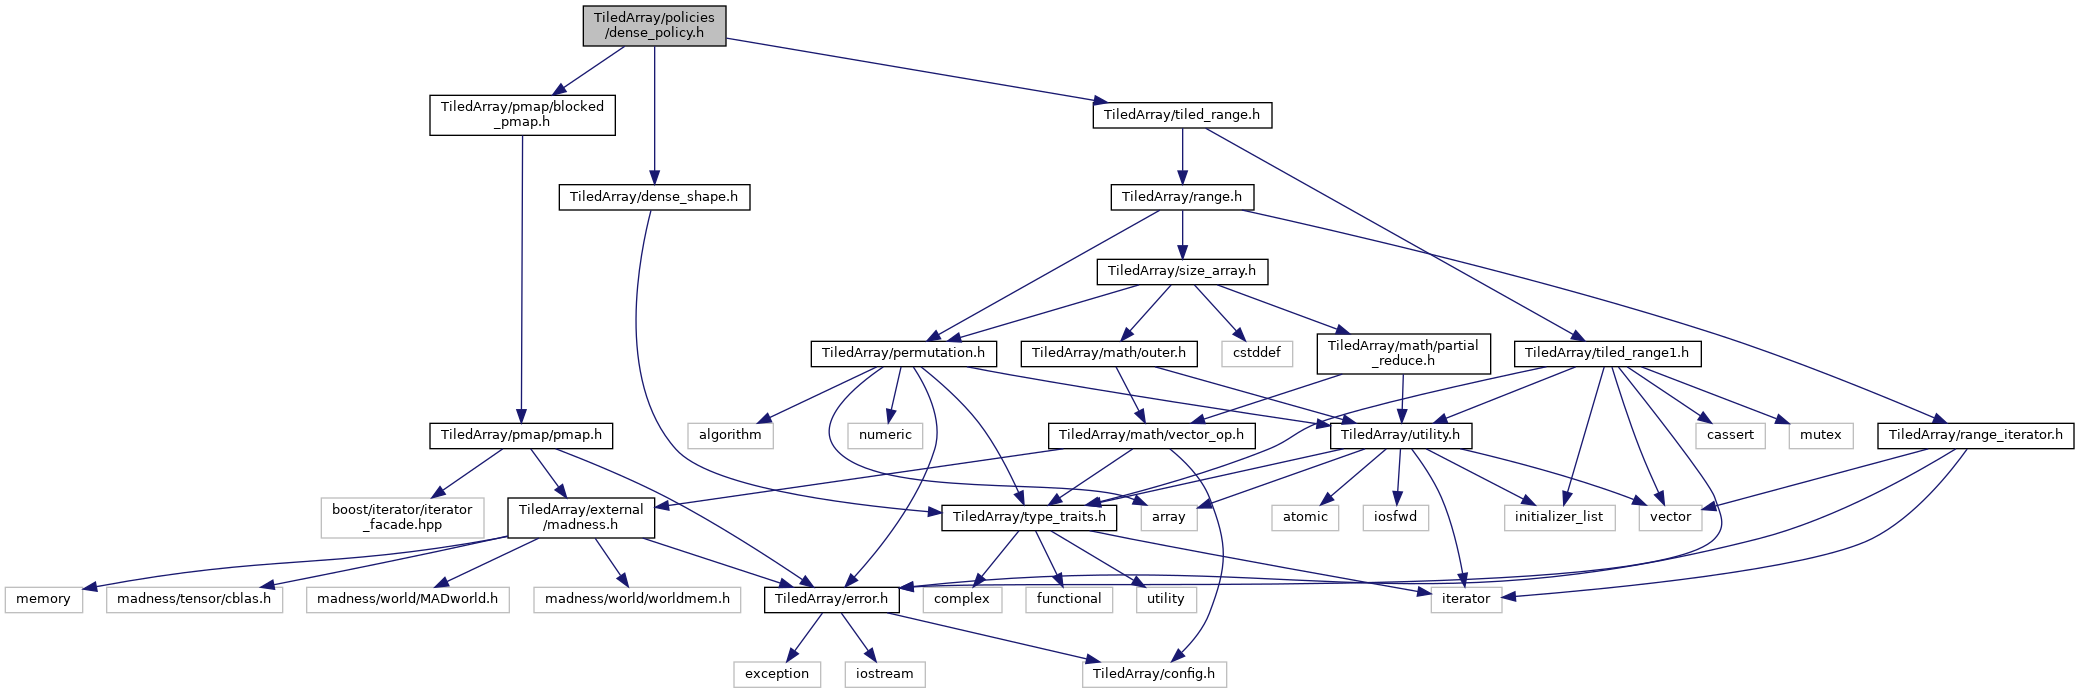 TiledArray/policies
/dense_policy.h
TiledArray/pmap/blocked
_pmap.h
TiledArray/tiled_range.h
TiledArray/dense_shape.h
TiledArray/range.h
TiledArray/size_array.h
TiledArray/permutation.h
TiledArray/math/outer.h
cstddef
TiledArray/math/partial
_reduce.h
TiledArray/tiled_range1.h
TiledArray/pmap/pmap.h
algorithm
numeric
TiledArray/math/vector_op.h
TiledArray/utility.h
cassert
mutex
TiledArray/range_iterator.h
boost/iterator/iterator
_facade.hpp
TiledArray/external
/madness.h
TiledArray/type_traits.h
array
atomic
iosfwd
initializer_list
vector
memory
madness/tensor/cblas.h
madness/world/MADworld.h
madness/world/worldmem.h
TiledArray/error.h
complex
functional
utility
iterator
exception
iostream
TiledArray/config.h